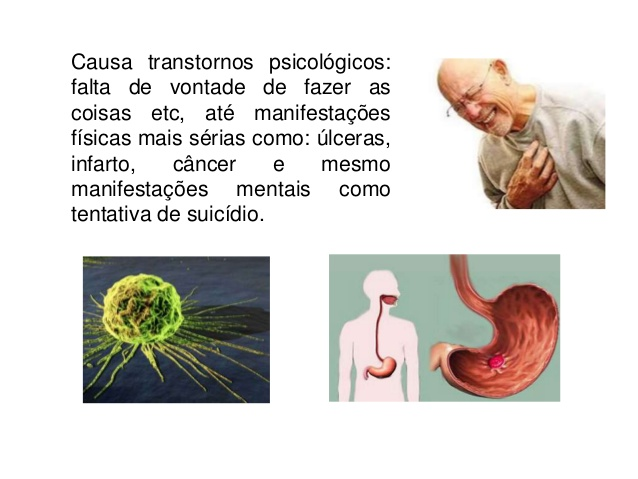 Causa transtornos psicológicos:
falta de vontade de fazer as
coisas etc, até manifestações
físicas mais sérias como: úlceras,
infarto, câncer e mesmo
manifestações mentais como
tentativa de suicídio.